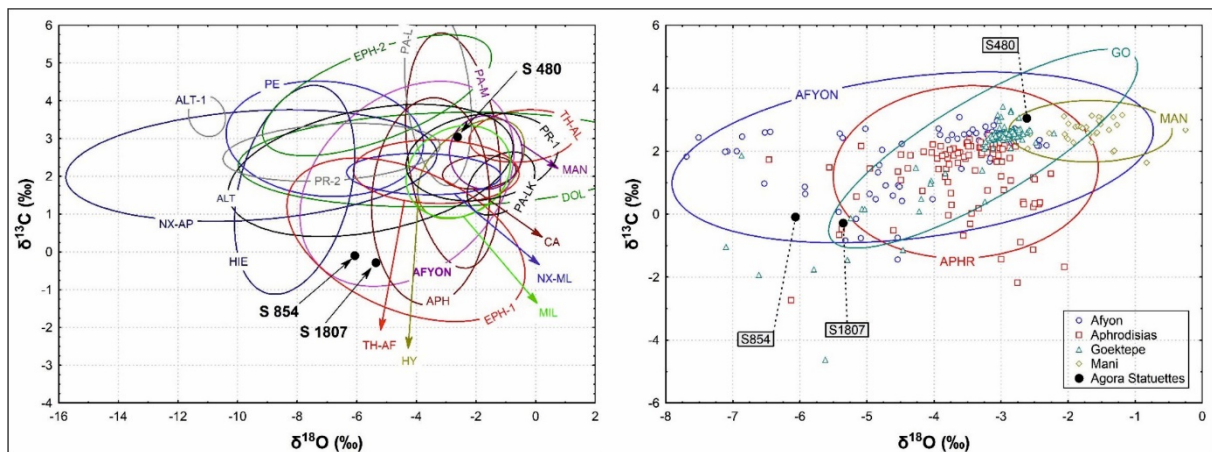 6
5
4
3
2
1
0
-1
-2
-3
-4
δ13C (‰)
-16
-14
-12
-10
-8
-6
-4
-2
0
2
δ18O (‰)
ALT-1
PE
EPH-2
PA-L
PA-M
S 480
TH-AL
PR-1
MAN
PA-LK
DOL
PR-2
ALT
NX-AP
HIE
CA
NX-ML
AFYON
MIL
APH
EPH-1
S 854
S 1807
TH-AF
HY
6
4
2
0
-2
-4
-6
δ13C (‰)
-8
-7
-6
-5
-4
-3
-2
-1
0
δ18O (‰)
S480
GO
AFYON
MAN
APHR
S854
S1807
Afyon
Aphrodisias
Goektepe
Mani
Agora Statuettes